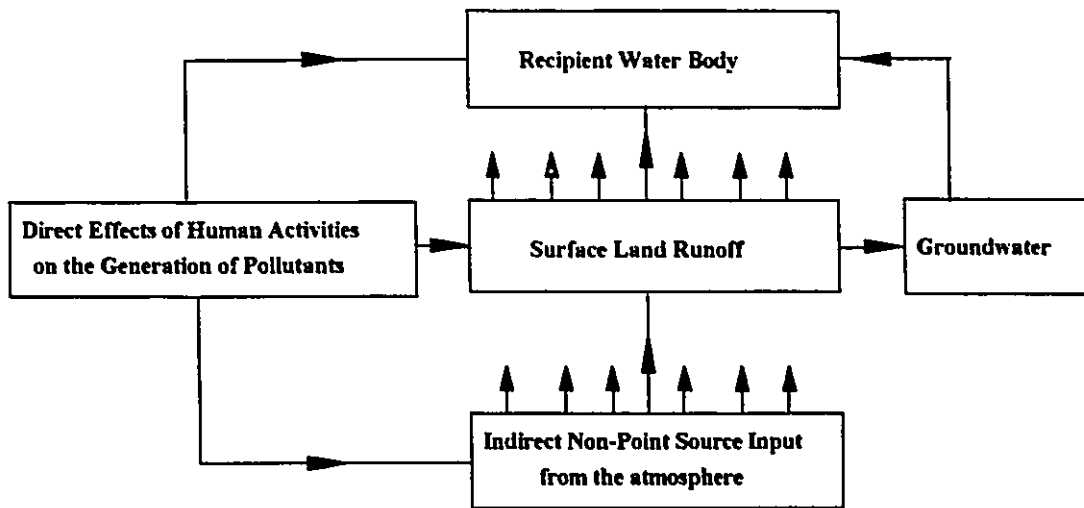 Recipient Water Body
Direct Effects of Human Activities
on the Generation of Pollutants
Surface Land Runoff
Groundwater
Indirect Non-Point Source Input
from the atmosphere